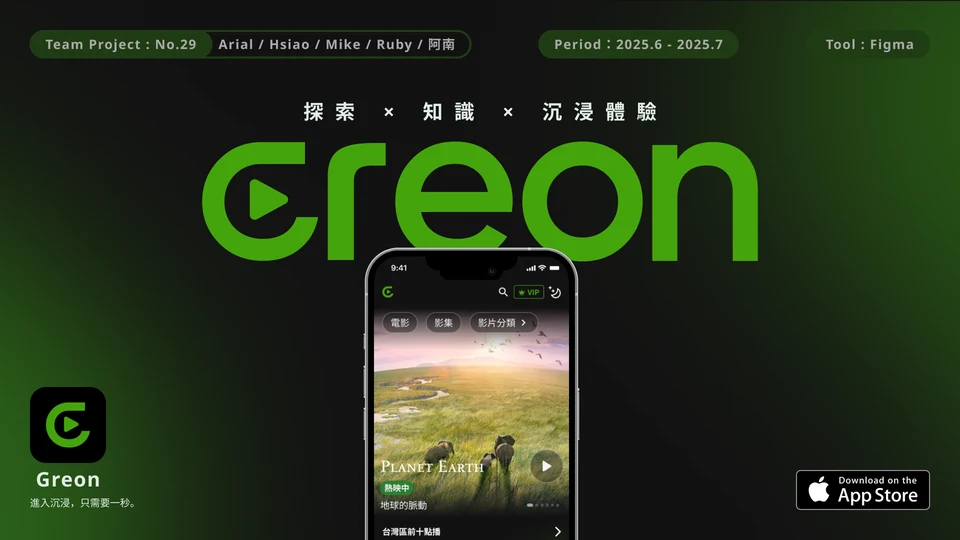 Team Project : No.29
Arial / Hsiao / Mike / Ruby / 阿南
Period：2025.6 - 2025.7
Tool : Figma
探索 × 知識 × 沉浸體驗
Greon
9:41
VIP
電影
影集
影片分類
PLANET EARTH
熱映中
地球的脈動
台灣區前十點播
Greon
進入沉浸，只需要一秒。
Download on the
App Store